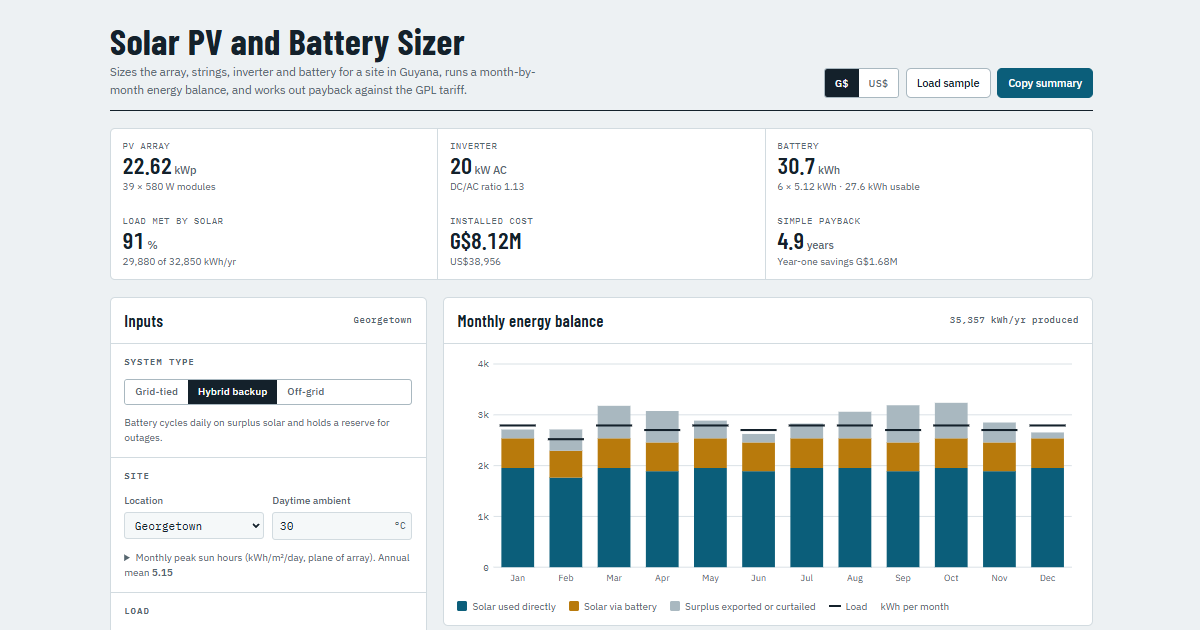 Solar PV and Battery Sizer
Sizes the array, strings, inverter and battery for a site in Guyana, runs a month-by-
month energy balance, and works out payback against the GPL tariff.
G$ US$ Load sample Copy summary
PV ARRAY
22.62 kWp
39 × 580 W modules
INVERTER
20 kW AC
DC/AC ratio 1.13
BATTERY
30.7 kWh
6 × 5.12 kWh · 27.6 kWh usable
LOAD MET BY SOLAR
91 %
29,880 of 32,850 kWh/yr
INSTALLED COST
G$8.12M
US$38,956
SIMPLE PAYBACK
4.9 years
Year-one savings G$1.68M
Inputs Georgetown
SYSTEM TYPE
Grid-tied Hybrid backup Off-grid
Battery cycles daily on surplus solar and holds a reserve for
outages.
SITE
Location Daytime ambient
Georgetown 30 °C
▶ Monthly peak sun hours (kWh/m²/day, plane of array). Annual
mean 5.15
LOAD
Monthly energy balance 35,357 kWh/yr produced
4k
3k
2k
1k
0
Jan Feb Mar Apr May Jun Jul Aug Sep Oct Nov Dec
Solar used directly Solar via battery Surplus exported or curtailed Load kWh per month